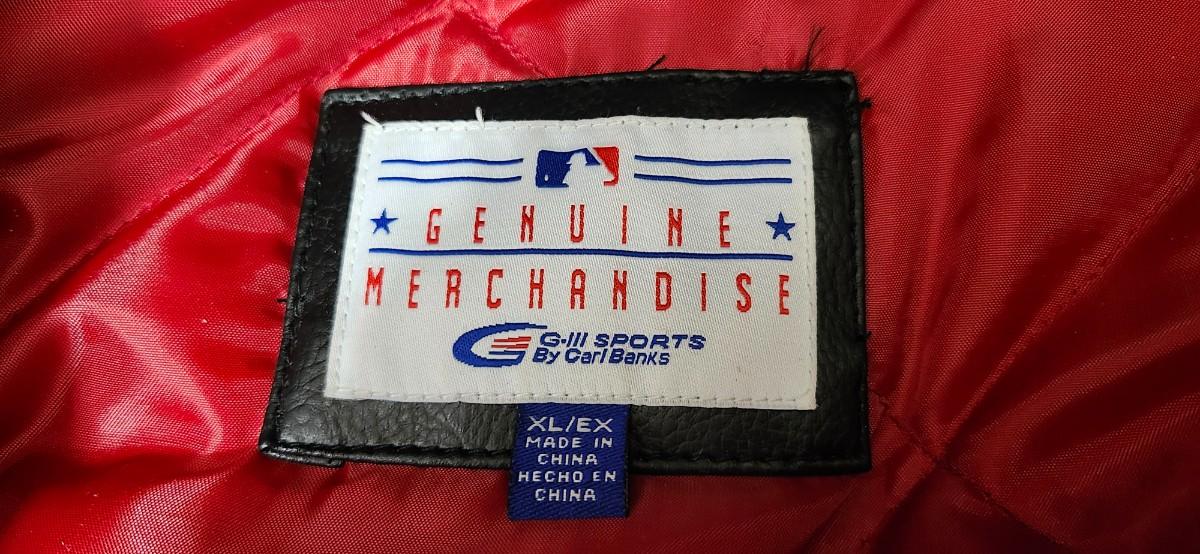 GENUINE
MERCHANDISE
G-III SPORTS
By Carl Banks
XL/EX
MADE IN
CHINA
HECHO EN
CHINA